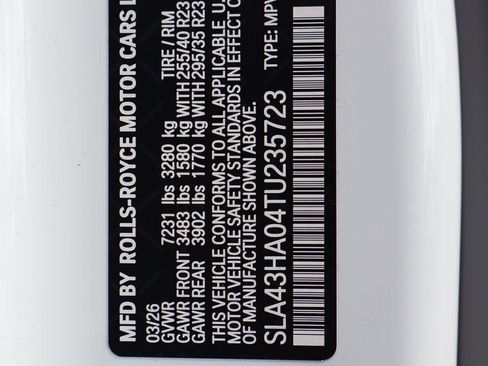 MFD BY ROLLS-ROYCE MOTOR CARS L
03/26
GVWR 7231 lbs 3280 kg TIRE / RIM
GAWR FRONT 3483 lbs 1580 kg WITH 255/40 R23
GAWR REAR 3902 lbs 1770 kg WITH 295/35 R23
THIS VEHICLE CONFORMS TO ALL APPLICABLE U.
MOTOR VEHICLE SAFETY STANDARDS IN EFFECT O
OF MANUFACTURE SHOWN ABOVE.
SLA43HA04TU235723 TYPE: MPV